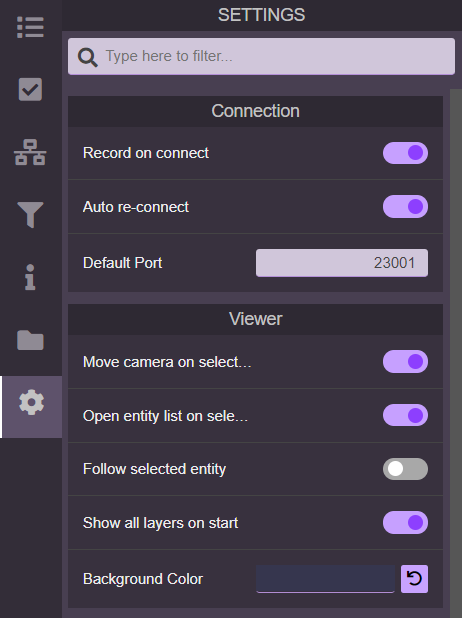 SETTINGS
Type here to filter...
Connection
Record on connect
Auto re-connect
Default Port 23001
Viewer
Move camera on select...
Open entity list on sele...
Follow selected entity
Show all layers on start
Background Color